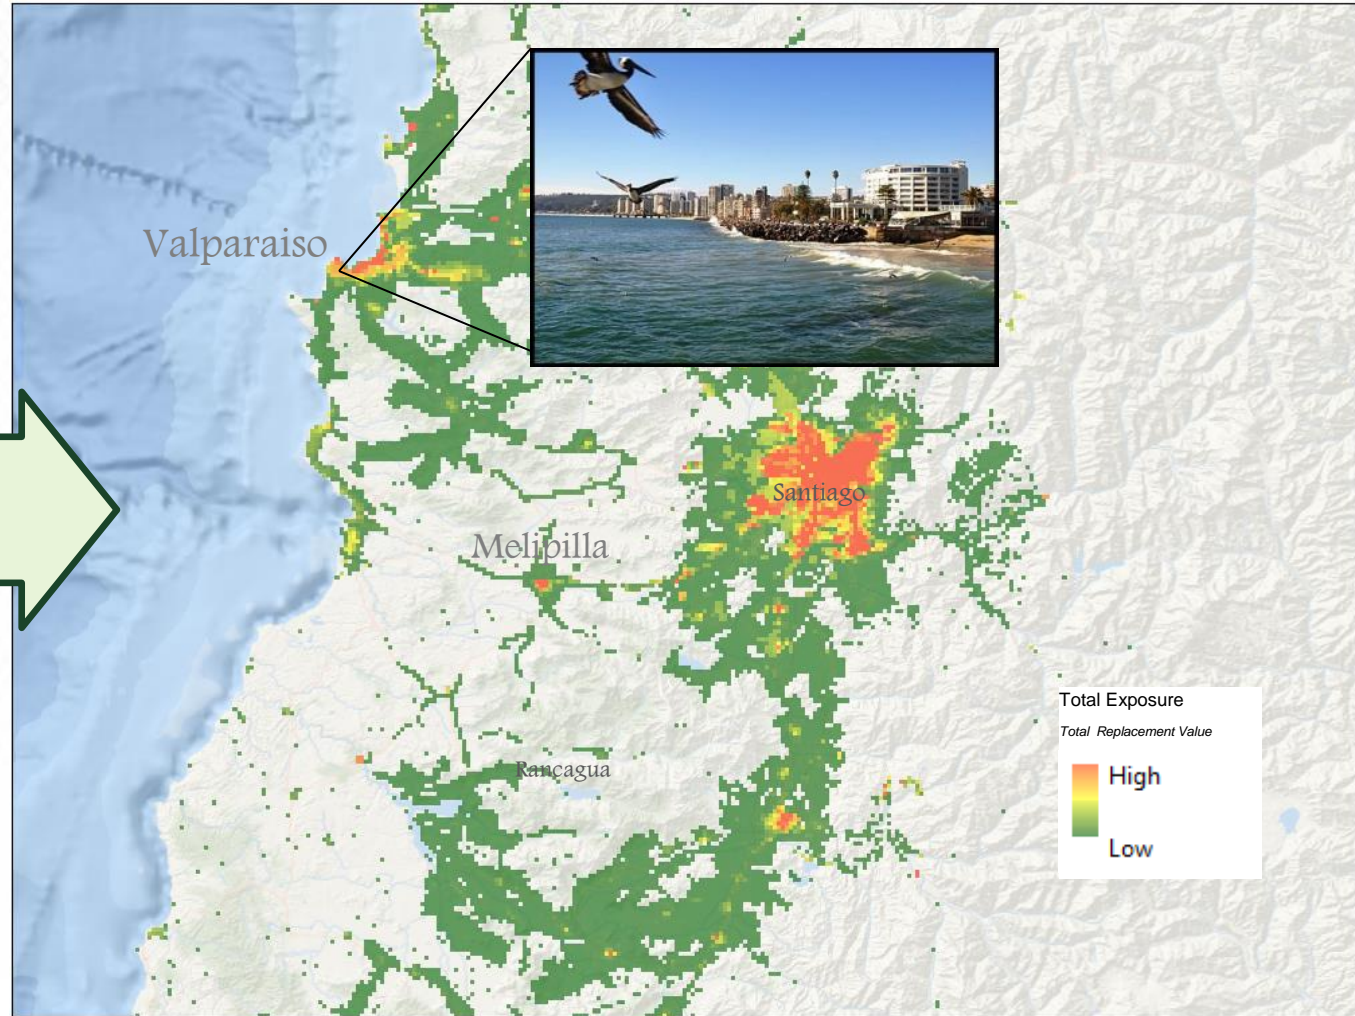 Valparaiso
Santiago
Melipilla
Rancagua
Total Exposure
Total Replacement Value
High
Low